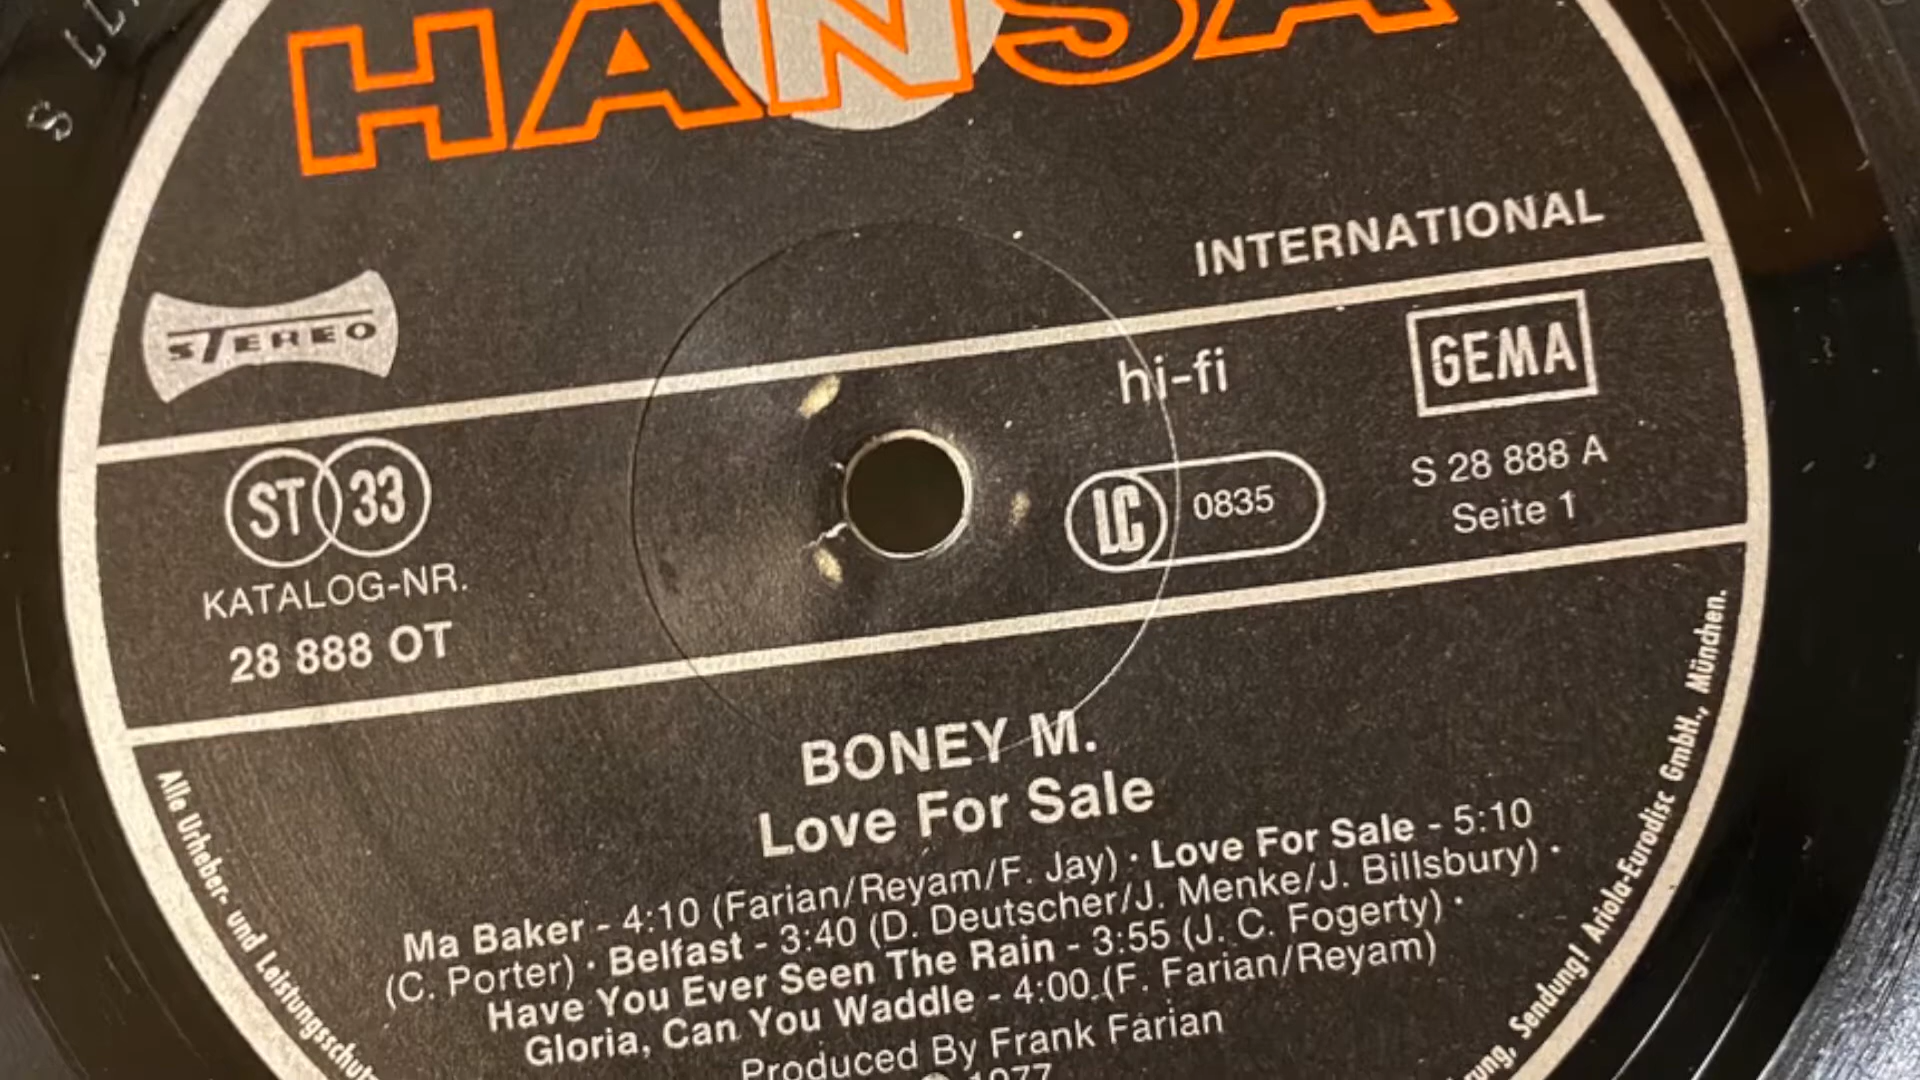 HANSA
INTERNATIONAL
STEREO
hi-fi
GEMA
ST 33
LC 0835
S 28 888 A
Seite 1
KATALOG-NR.
28 888 OT
BONEY M.
Love For Sale
Ma Baker - 4:10 (Farian/Reyam/F. Jay) · Love For Sale - 5:10
(C. Porter) · Belfast - 3:40 (D. Deutscher/J. Menke/J. Billsbury) ·
Have You Ever Seen The Rain - 3:55 (J. C. Fogerty) ·
Gloria, Can You Waddle - 4:00 (F. Farian/Reyam)
Produced By Frank Farian
1977
Alle Urheber- und Leistungsschut
Sendung! Ariola-Eurodisc GmbH., München.